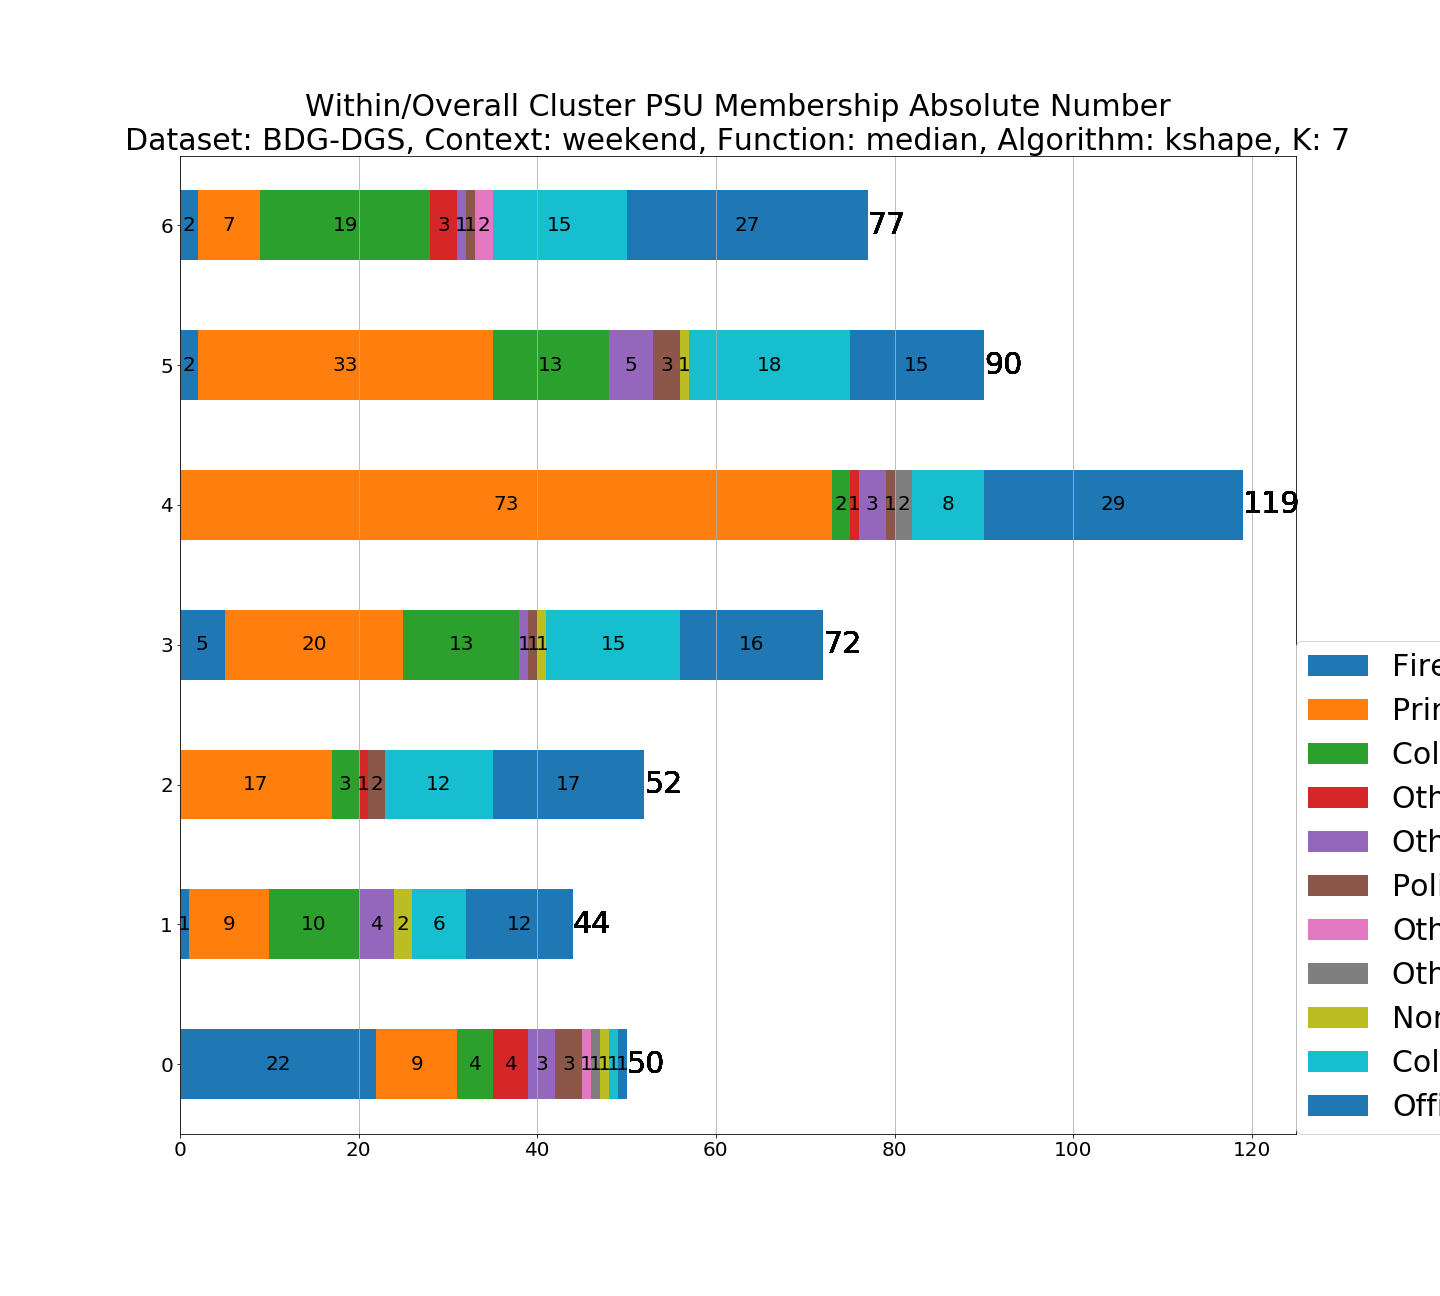 Within/Overall Cluster PSU Membership Absolute Number
Dataset: BDG-DGS, Context: weekend, Function: median, Algorithm: kshape, K: 7
6 2 7 19 3 1 1 2 15 27 77
5 2 33 13 5 3 1 18 15 90
4 73 2 1 3 1 2 8 29 119
3 5 20 13 1 1 1 15 16 72
2 17 3 1 2 12 17 52
1 1 9 10 4 2 6 12 44
0 22 9 4 4 3 3 1 1 1 1 1 50
0 20 40 60 80 100 120
Fire
Prin
Col
Oth
Oth
Poli
Oth
Oth
Non
Col
Offi